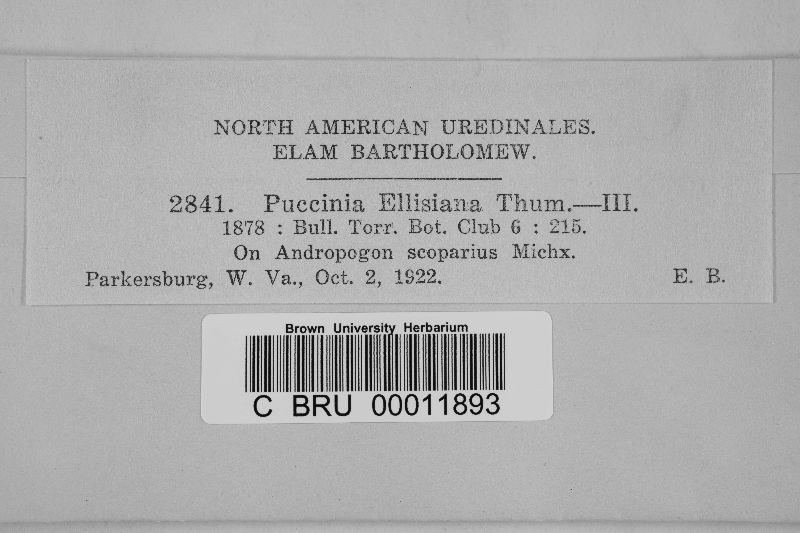 NORTH AMERICAN UREDINALES.
ELAM BARTHOLOMEW.
2841. Puccinia Ellisiana Thum.—III.
1878 : Bull. Torr. Bot. Club 6 : 215.
On Andropogon scoparius Michx.
Parkersburg, W. Va., Oct. 2, 1922. E. B.
Brown University Herbarium
C BRU 00011893